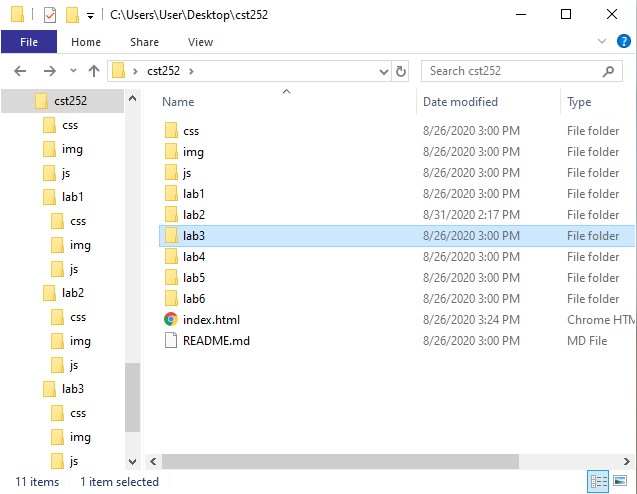 C:\Users\User\Desktop\cst252
File Home Share View
cst252 Search cst252
cst252
css
img
js
lab1
css
img
js
lab2
css
img
js
lab3
css
img
js
Name Date modified Type
css 8/26/2020 3:00 PM File folder
img 8/26/2020 3:00 PM File folder
js 8/26/2020 3:00 PM File folder
lab1 8/26/2020 3:00 PM File folder
lab2 8/31/2020 2:17 PM File folder
lab3 8/26/2020 3:00 PM File folder
lab4 8/26/2020 3:00 PM File folder
lab5 8/26/2020 3:00 PM File folder
lab6 8/26/2020 3:00 PM File folder
index.html 8/26/2020 3:24 PM Chrome HTM
README.md 8/26/2020 3:00 PM MD File
11 items 1 item selected